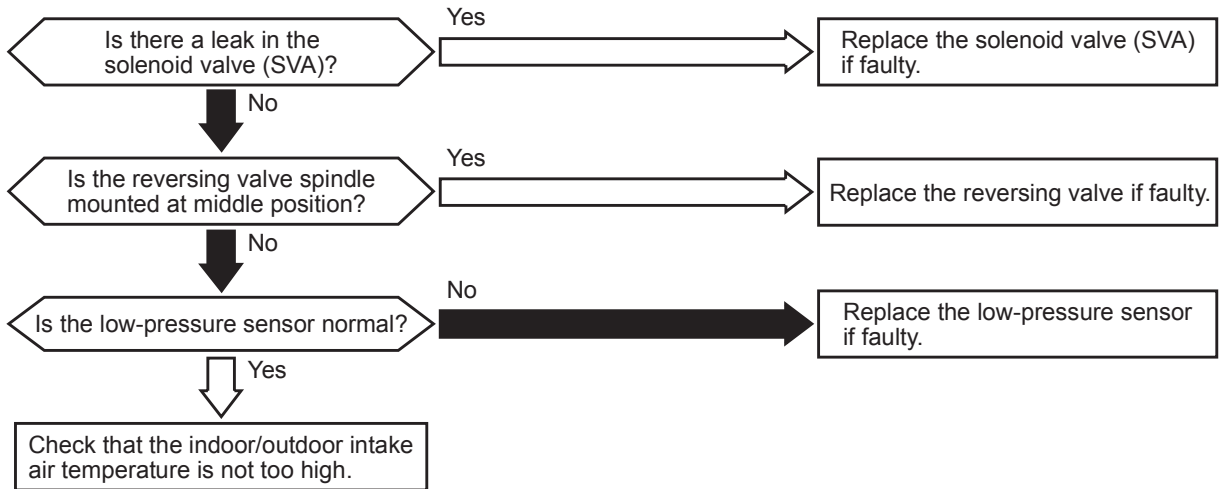 Is there a leak in the
solenoid valve (SVA)?
Yes
Replace the solenoid valve (SVA)
if faulty.
No
Is the reversing valve spindle
mounted at middle position?
Yes
Replace the reversing valve if faulty.
No
Is the low-pressure sensor normal?
No
Replace the low-pressure sensor
if faulty.
Yes
Check that the indoor/outdoor intake
air temperature is not too high.